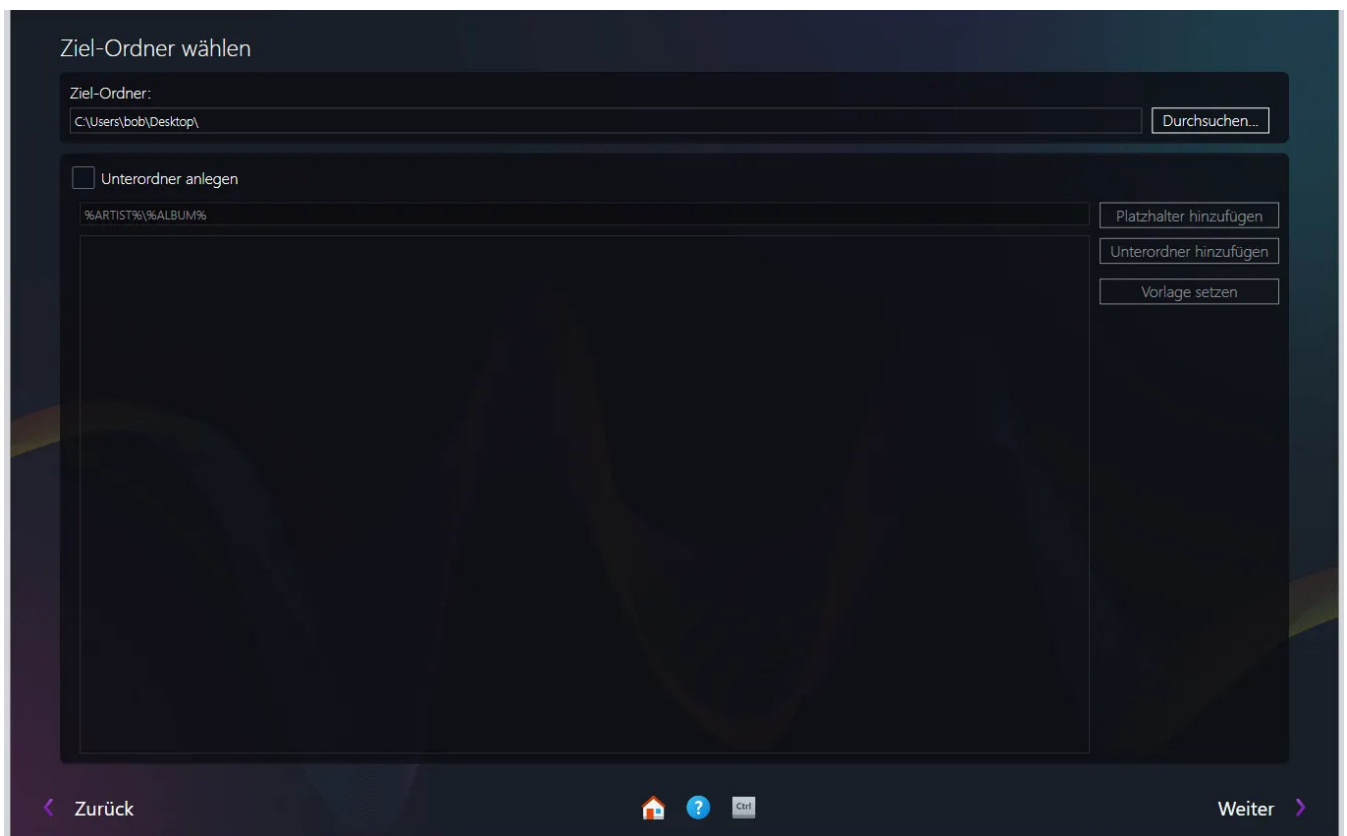 Ziel-Ordner wählen
Ziel-Ordner:
C:\Users\bob\Desktop\
Durchsuchen...
Unterordner anlegen
%ARTIST%\%ALBUM%
Platzhalter hinzufügen
Unterordner hinzufügen
Vorlage setzen
Zurück
?
Ctrl
Weiter